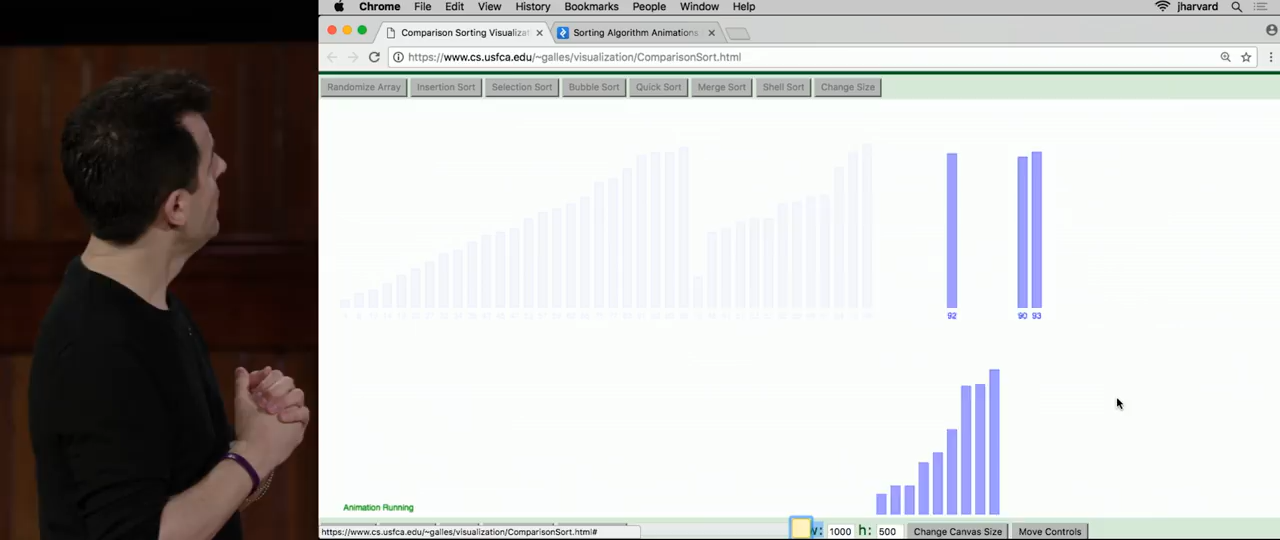 Chrome File Edit View History Bookmarks People Window Help jharvard
Comparison Sorting Visualizat Sorting Algorithm Animations
https://www.cs.usfca.edu/~galles/visualization/ComparisonSort.html
Randomize Array Insertion Sort Selection Sort Bubble Sort Quick Sort Merge Sort Shell Sort Change Size
92 90 93
Animation Running
https://www.cs.usfca.edu/~galles/visualization/ComparisonSort.html# w: 1000 h: 500 Change Canvas Size Move Controls